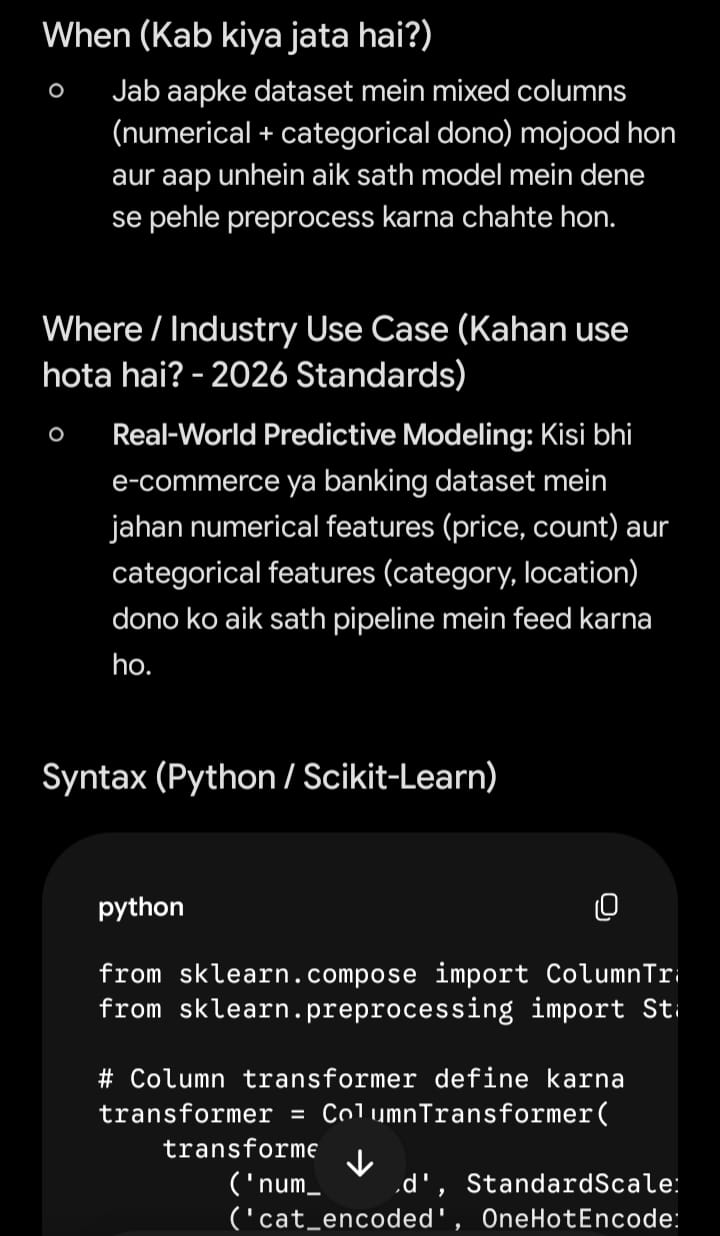 When (Kab kiya jata hai?)
Jab aapke dataset mein mixed columns
(numerical + categorical dono) mojood hon
aur aap unhein aik sath model mein dene
se pehle preprocess karna chahte hon.
Where / Industry Use Case (Kahan use
hota hai? - 2026 Standards)
Real-World Predictive Modeling: Kisi bhi
e-commerce ya banking dataset mein
jahan numerical features (price, count) aur
categorical features (category, location)
dono ko aik sath pipeline mein feed karna
ho.
Syntax (Python / Scikit-Learn)
python
from sklearn.compose import ColumnTr
from sklearn.preprocessing import St
# Column transformer define karna
transformer = ColumnTransformer(
transforme
('num_ d', StandardScale
('cat_encoded', OneHotEncode